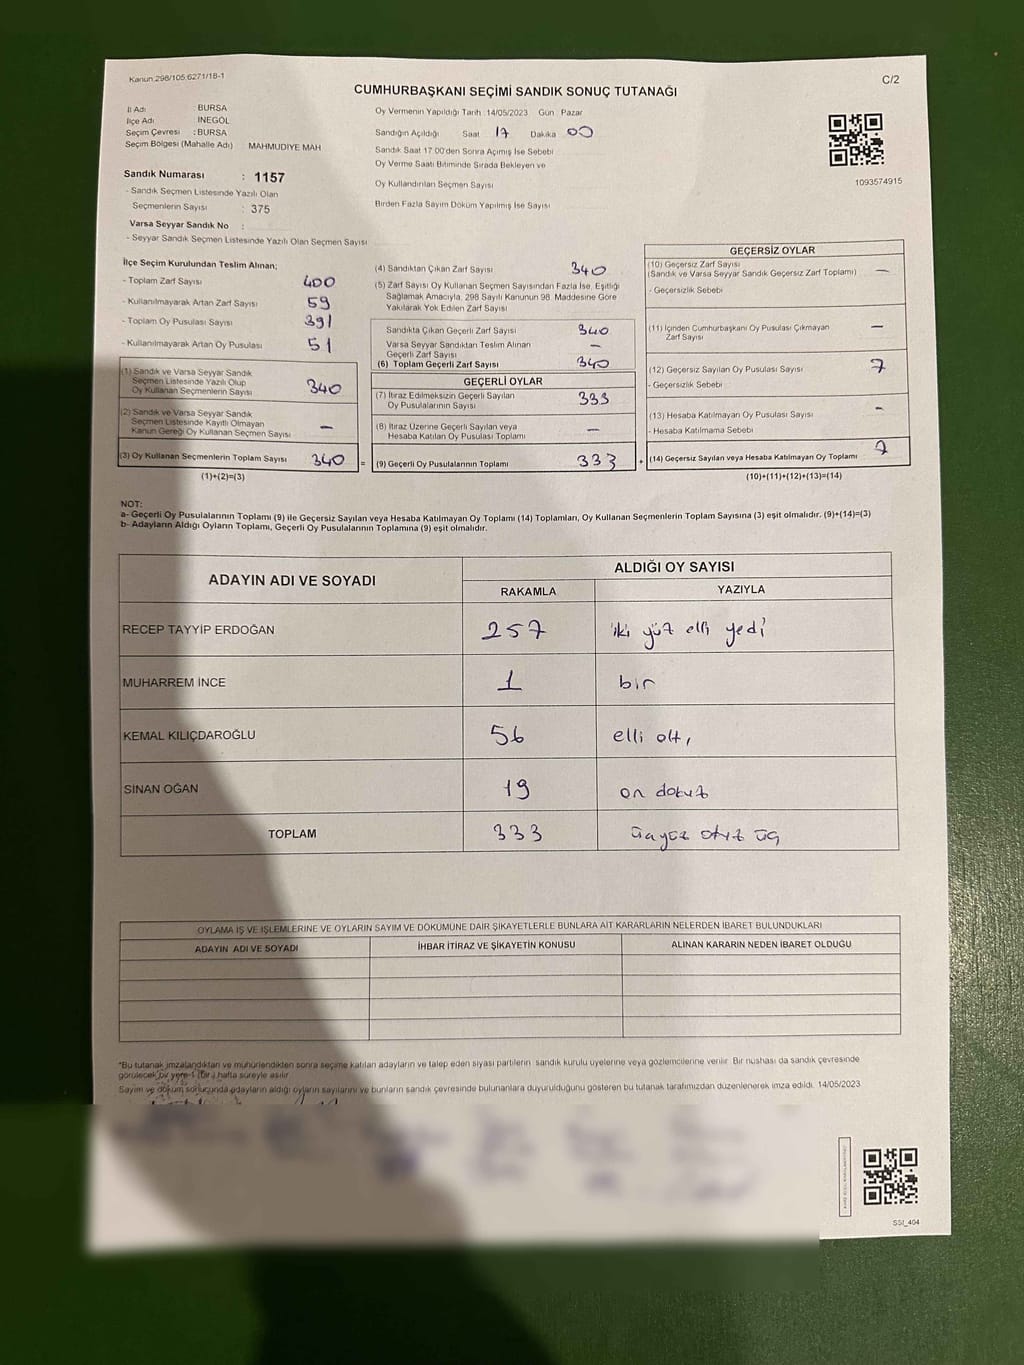 Kanun 298/105.6271/18-1
C/2
CUMHURBAŞKANI SEÇİMİ SANDIK SONUÇ TUTANAĞI
İl Adı : BURSA
İlçe Adı : İNEGÖL
Seçim Çevresi : BURSA
Seçim Bölgesi (Mahalle Adı) MAHMUDİYE MAH
Oy Vermenin Yapıldığı Tarih 14/05/2023 Gün Pazar
Sandığın Açıldığı Saat 17 Dakika 00
Sandık Saat 17.00'den Sonra Açımış İse Sebebi
Oy Verme Saati Bitiminde Sırada Bekleyen ve
Oy Kullandırılan Seçmen Sayısı
Birden Fazla Sayım Döküm Yapılmış İse Sayısı
1093574915
Sandık Numarası : 1157
- Sandık Seçmen Listesinde Yazılı Olan
Seçmenlerin Sayısı : 375
Varsa Seyyar Sandık No :
- Seyyar Sandık Seçmen Listesinde Yazılı Olan Seçmen Sayısı
İlçe Seçim Kurulundan Teslim Alınan;
- Toplam Zarf Sayısı 400
- Kullanılmayarak Artan Zarf Sayısı 59
- Toplam Oy Pusulası Sayısı 391
- Kullanılmayarak Artan Oy Pusulası 51
(1) Sandık ve Varsa Seyyar Sandık
Seçmen Listesinde Yazılı Olup
Oy Kullanan Seçmenlerin Sayısı 340
(2) Sandık ve Varsa Seyyar Sandık
Seçmen Listesinde Kayıtlı Olmayan
Kanun Gereği Oy Kullanan Seçmen Sayısı –
(3) Oy Kullanan Seçmenlerin Toplam Sayısı 340 =
(1)+(2)=(3)
(4) Sandıktan Çıkan Zarf Sayısı 340
(5) Zarf Sayısı Oy Kullanan Seçmen Sayısından Fazla İse, Eşitliği
Sağlamak Amacıyla, 298 Sayılı Kanunun 98. Maddesine Göre
Yakılarak Yok Edilen Zarf Sayısı
Sandıkta Çıkan Geçerli Zarf Sayısı 340
Varsa Seyyar Sandıktan Teslim Alınan
Geçerli Zarf Sayısı –
(6) Toplam Geçerli Zarf Sayısı 340
GEÇERLİ OYLAR
(7) İtiraz Edilmeksizin Geçerli Sayılan
Oy Pusulalarının Sayısı 333
(8) İtiraz Üzerine Geçerli Sayılan veya
Hesaba Katılan Oy Pusulası Toplamı –
(9) Geçerli Oy Pusulalarının Toplamı 333 +
GEÇERSİZ OYLAR
(10) Geçersiz Zarf Sayısı
(Sandık ve Varsa Seyyar Sandık Geçersiz Zarf Toplamı) –
- Geçersizlik Sebebi
(11) İçinden Cumhurbaşkanı Oy Pusulası Çıkmayan
Zarf Sayısı –
(12) Geçersiz Sayılan Oy Pusulası Sayısı 7
- Geçersizlik Sebebi
(13) Hesaba Katılmayan Oy Pusulası Sayısı -
- Hesaba Katılmama Sebebi
(14) Geçersiz Sayılan veya Hesaba Katılmayan Oy Toplamı 7
(10)+(11)+(12)+(13)=(14)
NOT:
a- Geçerli Oy Pusulalarının Toplamı (9) ile Geçersiz Sayılan veya Hesaba Katılmayan Oy Toplamı (14) Toplamları, Oy Kullanan Seçmenlerin Toplam Sayısına (3) eşit olmalıdır. (9)+(14)=(3)
b- Adayların Aldığı Oyların Toplamı, Geçerli Oy Pusulalarının Toplamına (9) eşit olmalıdır.
ADAYIN ADI VE SOYADI ALDIĞI OY SAYISI
RAKAMLA YAZIYLA
RECEP TAYYİP ERDOĞAN 257 iki yüz elli yedi
MUHARREM İNCE 1 bir
KEMAL KILIÇDAROĞLU 56 elli altı
SİNAN OĞAN 19 on dokuz
TOPLAM 333 üçyüz otuz üç
OYLAMA İŞ VE İŞLEMLERİNE VE OYLARIN SAYIM VE DÖKÜMÜNE DAİR ŞİKAYETLERLE BUNLARA AİT KARARLARIN NELERDEN İBARET BULUNDUKLARI
ADAYIN ADI VE SOYADI İHBAR İTİRAZ VE ŞİKAYETİN KONUSU ALINAN KARARIN NEDEN İBARET OLDUĞU
*Bu tutanak imzalandıktan ve mühürlendikten sonra seçime katılan adayların ve talep eden siyasi partilerin sandık kurulu üyelerine veya gözlemcilerine verilir. Bir nüshası da sandık çevresinde
görülecek bir yere 1 (bir) hafta süreyle asılır.
Sayım ve döküm sonucunda adayların aldığı oyların sayılarını ve bunların sandık çevresinde bulunanlara duyurulduğunu gösteren bu tutanak tarafımızdan düzenlenerek imza edildi. 14/05/2023
SSI_404